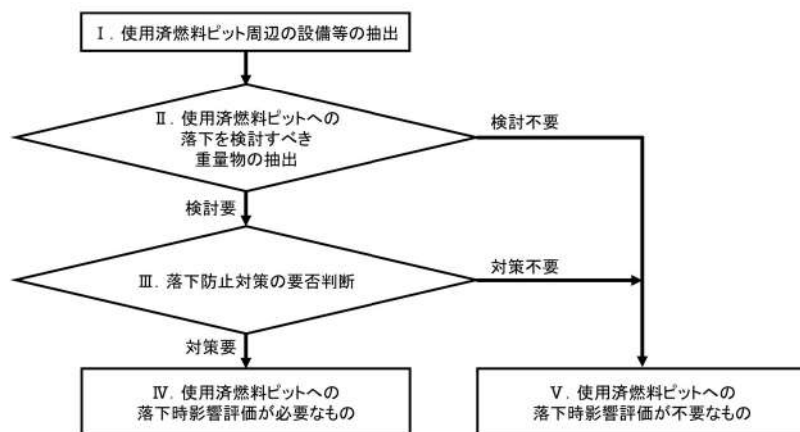 Ⅰ. 使用済燃料ピット周辺の設備等の抽出
Ⅱ. 使用済燃料ピットへの
落下を検討すべき
重量物の抽出
検討不要
検討要
Ⅲ. 落下防止対策の要否判断
対策不要
対策要
Ⅳ. 使用済燃料ピットへの
落下時影響評価が必要なもの
Ⅴ. 使用済燃料ピットへの
落下時影響評価が不要なもの